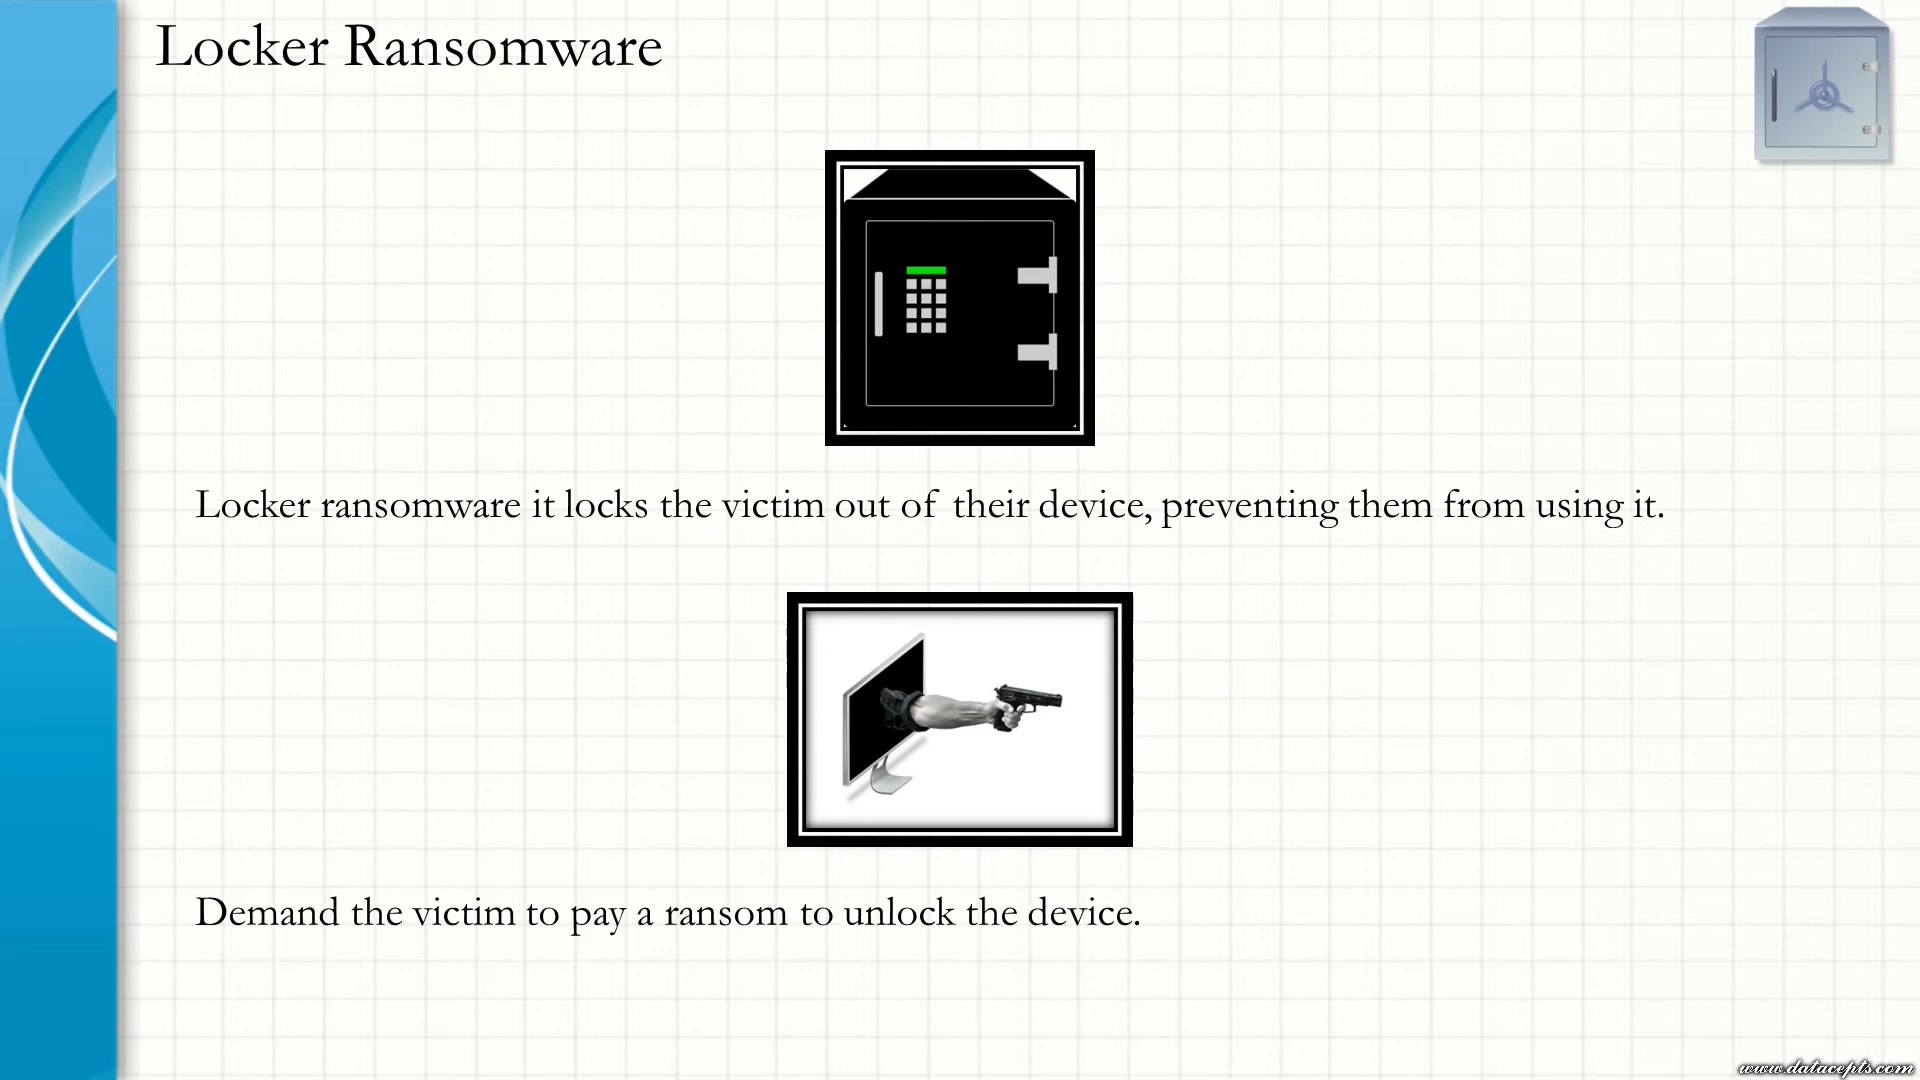 Locker Ransomware
Locker ransomware it locks the victim out of their device, preventing them from using it.
Demand the victim to pay a ransom to unlock the device.
www.datacepts.com